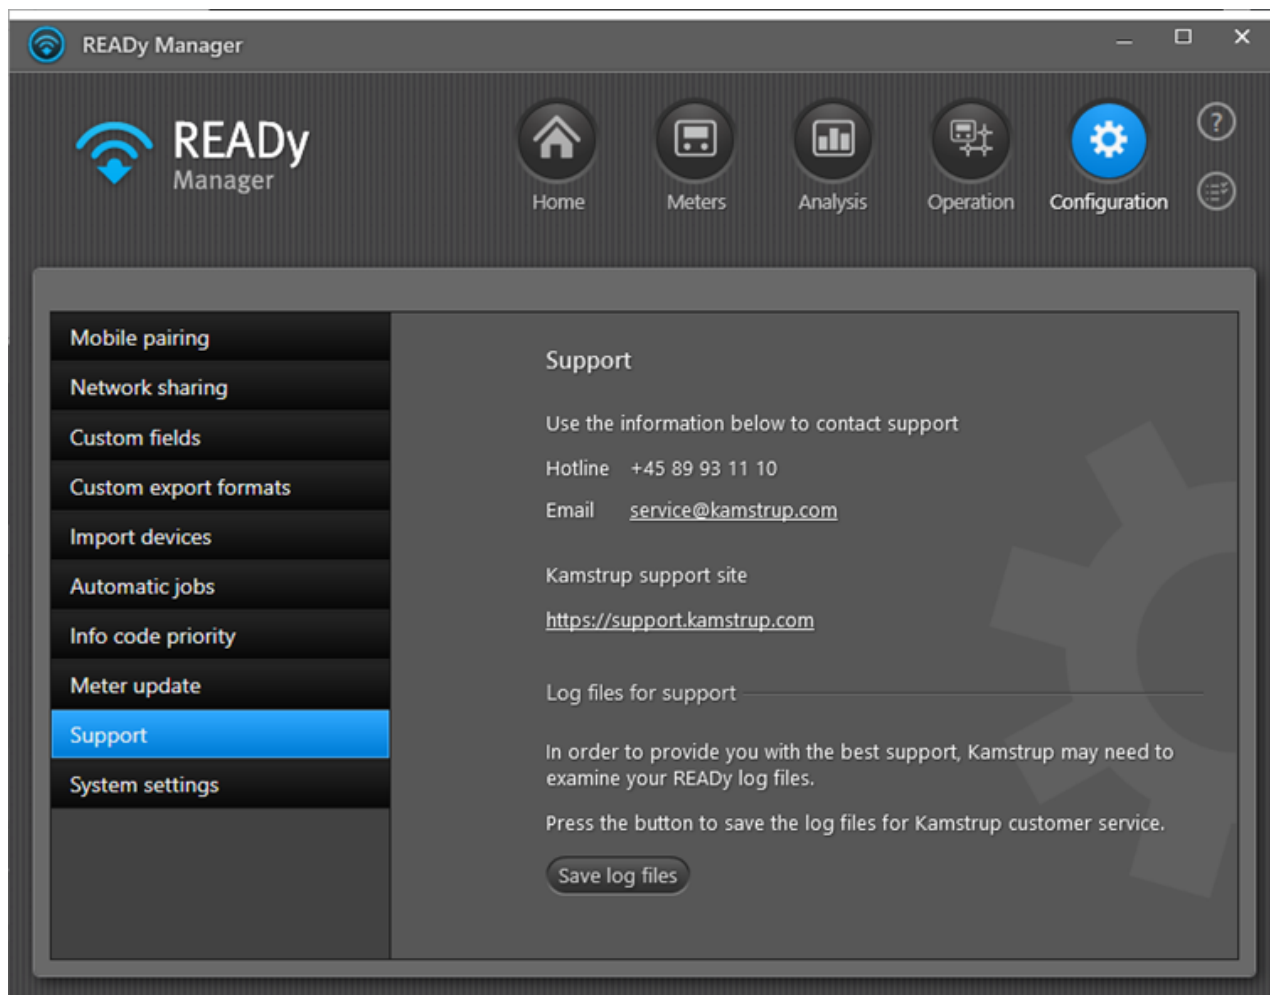 READy Manager
READy
Manager
Home
Meters
Analysis
Operation
Configuration
?
Mobile pairing
Network sharing
Custom fields
Custom export formats
Import devices
Automatic jobs
Info code priority
Meter update
Support
System settings
Support
Use the information below to contact support
Hotline +45 89 93 11 10
Email service@kamstrup.com
Kamstrup support site
https://support.kamstrup.com
Log files for support
In order to provide you with the best support, Kamstrup may need to
examine your READy log files.
Press the button to save the log files for Kamstrup customer service.
Save log files